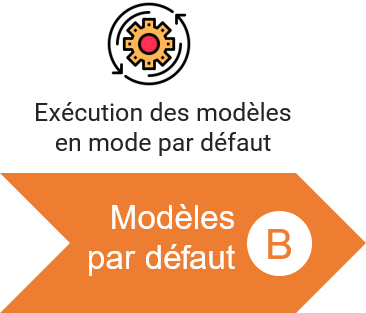 Exécution des modèles
en mode par défaut
Modèles
par défaut
B